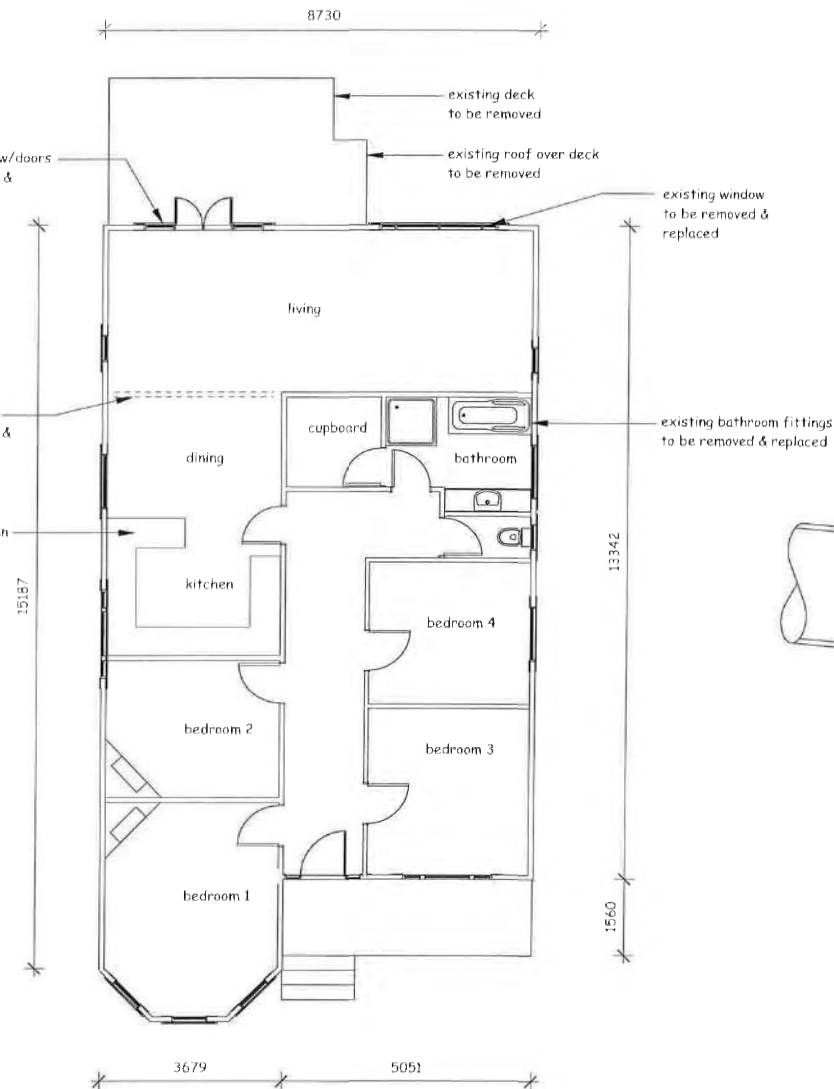 8730
existing deck
to be removed
w/doors
&
existing roof over deck
to be removed
existing window
to be removed &
replaced
living
&
cupboard
existing bathroom fittings
to be removed & replaced
dining
bathroom
n
15187
13342
kitchen
bedroom 4
bedroom 2
bedroom 3
bedroom 1
1560
3679
5051